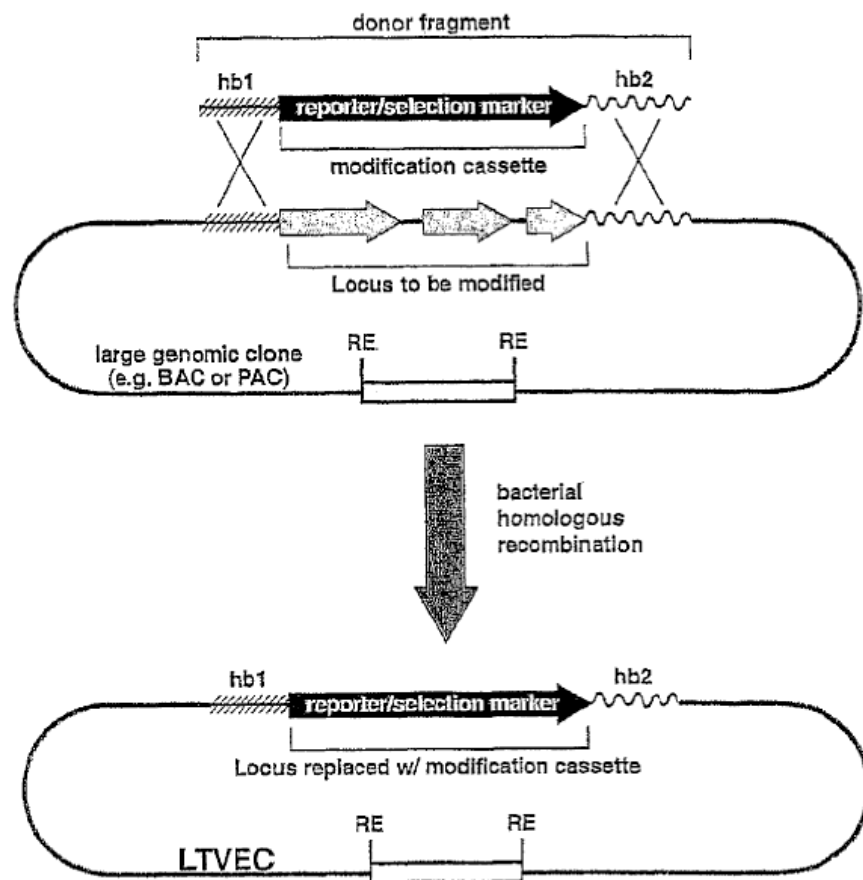 donor fragment
hb1
hb2
reporter/selection marker
modification cassette
Locus to be modified
RE
RE
large genomic clone
(e.g. BAC or PAC)
bacterial
homologous
recombination
hb1
hb2
reporter/selection marker
Locus replaced w/ modification cassette
RE
RE
LTVEC